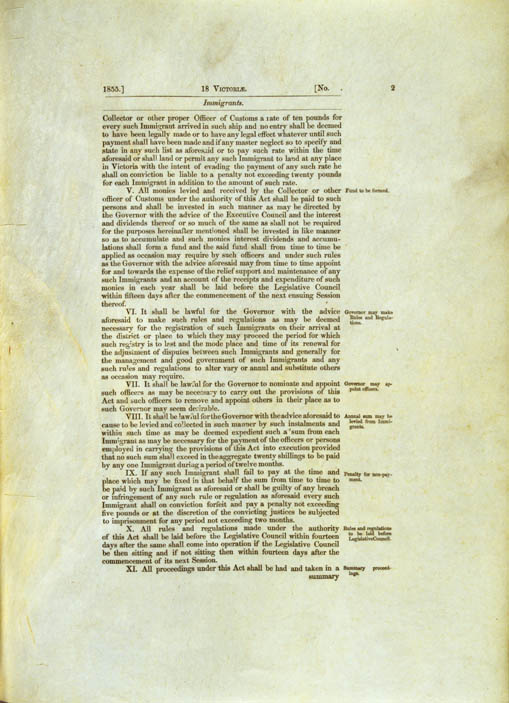 1855.] 18 VICTORIÆ. [No. . 2
Immigrants.
Collector or other proper Officer of Customs a rate of ten pounds for
every such Immigrant arrived in such ship and no entry shall be deemed
to have been legally made or to have any legal effect whatever until such
payment shall have been made and if any master neglect so to specify and
state in any such list as aforesaid or to pay such rate within the time
aforesaid or shall land or permit any such Immigrant to land at any place
in Victoria with the intent of evading the payment of any such rate he
shall on conviction be liable to a penalty not exceeding twenty pounds
for each Immigrant in addition to the amount of such rate.
V. All monies levied and received by the Collector or other Fund to be formed.
officer of Customs under the authority of this Act shall be paid to such
persons and shall be invested in such manner as may be directed by
the Governor with the advice of the Executive Council and the interest
and dividends thereof or so much of the same as shall not be required
for the purposes hereinafter mentioned shall be invested in like manner
so as to accumulate and such monies interest dividends and accumu-
lations shall form a fund and the said fund shall from time to time be
applied as occasion may require by such officers and under such rules
as the Governor with the advice aforesaid may from time to time appoint
for and towards the expense of the relief support and maintenance of any
such Immigrants and an account of the receipts and expenditure of such
monies in each year shall be laid before the Legislative Council
within fifteen days after the commencement of the next ensuing Session
thereof.
VI. It shall be lawful for the Governor with the advice Governor may make
aforesaid to make such rules and regulations as may be deemed Rules and Regula-
necessary for the registration of such Immigrants on their arrival at tions.
the district or place to which they may proceed the period for which
such registry is to last and the mode place and time of its renewal for
the adjustment of disputes between such Immigrants and generally for
the management and good government of such Immigrants and any
such rules and regulations to alter vary or annul and substitute others
as occasion may require.
VII. It shall be lawful for the Governor to nominate and appoint Governor may ap-
such officers as may be necessary to carry out the provisions of this point officers.
Act and such officers to remove and appoint others in their place as to
such Governor may seem desirable.
VIII. It shall be lawful for the Governor with the advice aforesaid to Annual sum may be
cause to be levied and collected in such manner by such instalments and levied from Immi-
within such time as may be deemed expedient such a sum from each grants.
Immigrant as may be necessary for the payment of the officers or persons
employed in carrying the provisions of this Act into execution provided
that no such sum shall exceed in the aggregate twenty shillings to be paid
by any one Immigrant during a period of twelve months.
IX. If any such Immigrant shall fail to pay at the time and Penalty for non-pay-
place which may be fixed in that behalf the sum from time to time to ment.
be paid by such Immigrant as aforesaid or shall be guilty of any breach
or infringement of any such rule or regulation as aforesaid every such
Immigrant shall on conviction forfeit and pay a penalty not exceeding
five pounds or at the discretion of the convicting justices be subjected
to imprisonment for any period not exceeding two months.
X. All rules and regulations made under the authority Rules and regulations
of this Act shall be laid before the Legislative Council within fourteen to be laid before
days after the same shall come into operation if the Legislative Council Legislative Council.
be then sitting and if not sitting then within fourteen days after the
commencement of its next Session.
XI. All proceedings under this Act shall be had and taken in a Summary proceed-
summary ings.